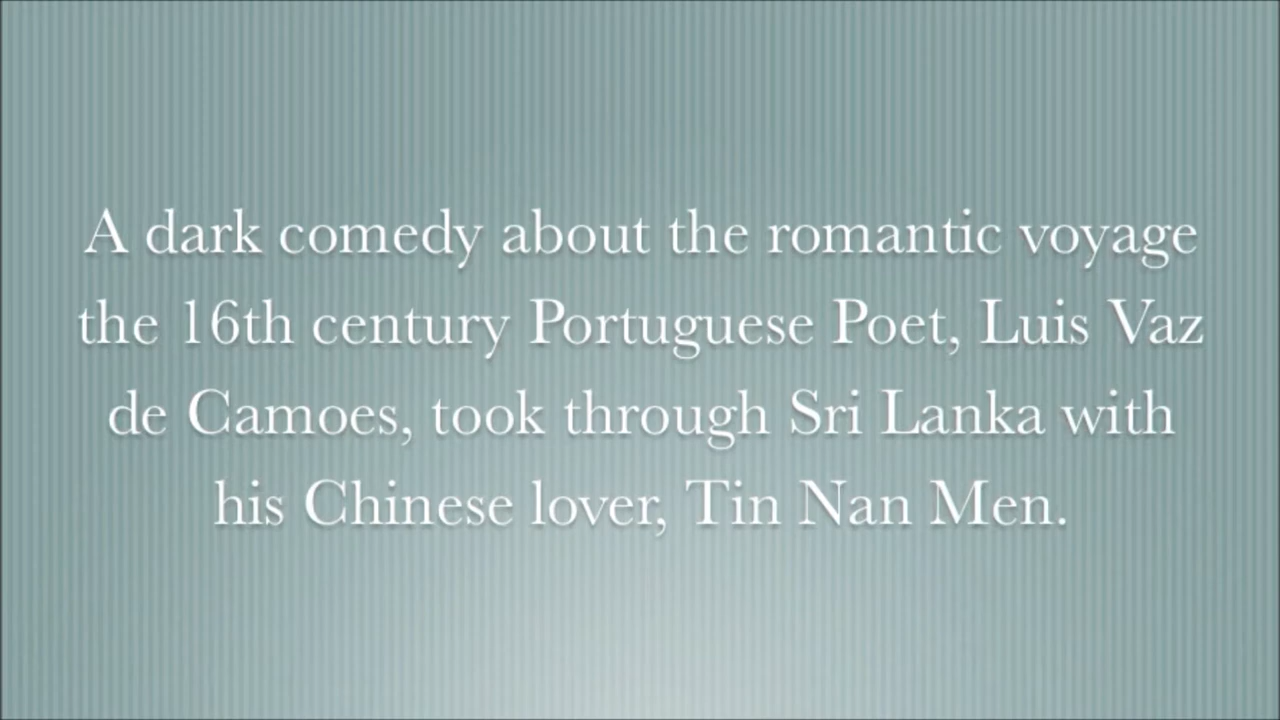 A dark comedy about the romantic voyage
the 16th century Portuguese Poet, Luis Vaz
de Camoes, took through Sri Lanka with
his Chinese lover, Tin Nan Men.